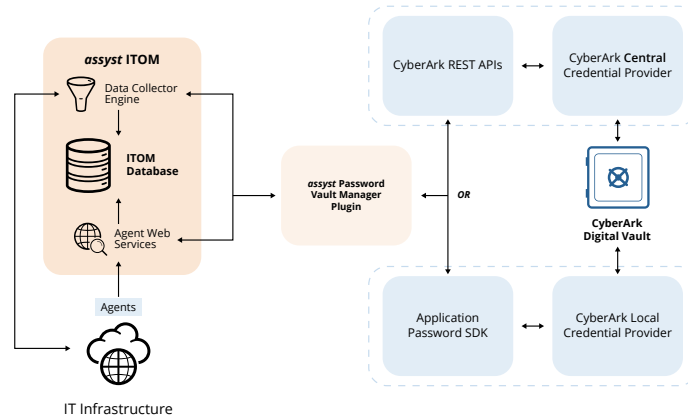 assyst ITOM
Data Collector
Engine
ITOM
Database
Agent Web
Services
Agents
IT Infrastructure
assyst Password
Vault Manager
Plugin
OR
CyberArk REST APIs
CyberArk Central
Credential Provider
CyberArk
Digital Vault
Application
Password SDK
CyberArk Local
Credential Provider